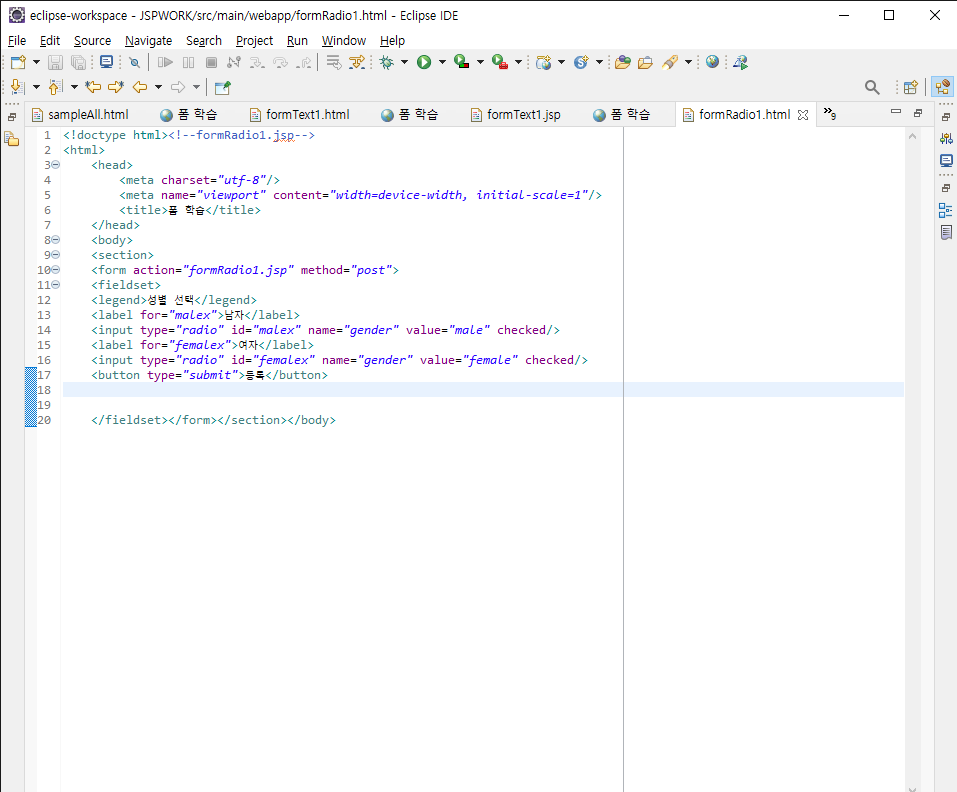 eclipse-workspace - JSPWORK/src/main/webapp/formRadio1.html - Eclipse IDE
File Edit Source Navigate Search Project Run Window Help
sampleAll.html 폼 학습 formText1.html 폼 학습 formText1.jsp 폼 학습 formRadio1.html »9
1 <!doctype html><!--formRadio1.jsp-->
2 <html>
3 <head>
4 <meta charset="utf-8"/>
5 <meta name="viewport" content="width=device-width, initial-scale=1"/>
6 <title>폼 학습</title>
7 </head>
8 <body>
9 <section>
10 <form action="formRadio1.jsp" method="post">
11 <fieldset>
12 <legend>성별 선택</legend>
13 <label for="malex">남자</label>
14 <input type="radio" id="malex" name="gender" value="male" checked/>
15 <label for="femalex">여자</label>
16 <input type="radio" id="femalex" name="gender" value="female" checked/>
17 <button type="submit">등록</button>
18
19
20 </fieldset></form></section></body>